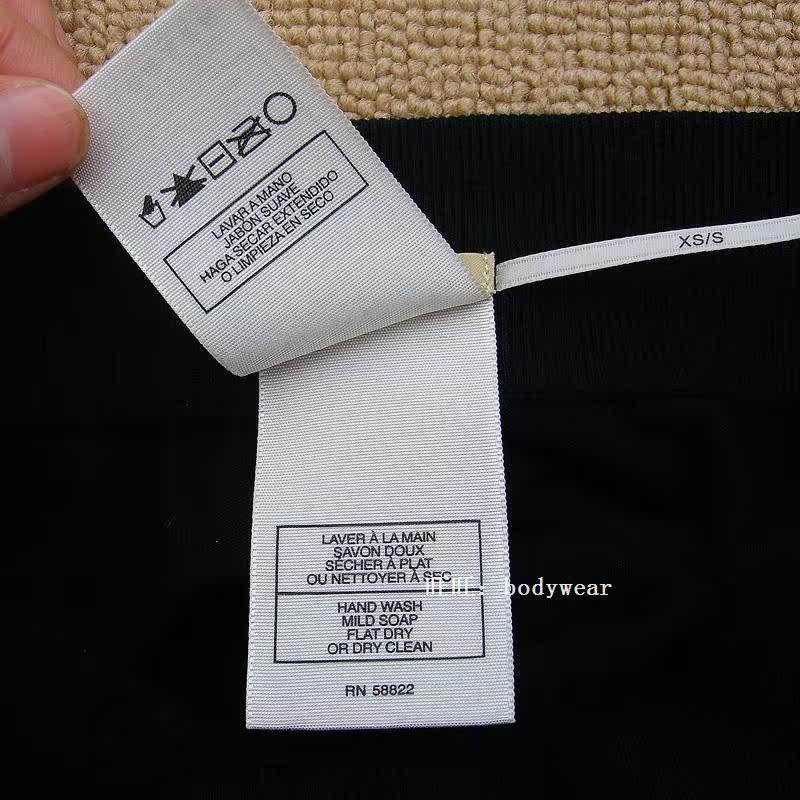 LAVAR A MANO
JABON SUAVE
HAGA SECAR EXTENDIDO
O LIMPIEZA EN SECO
XS/S
LAVER À LA MAIN
SAVON DOUX
SÉCHER À PLAT
OU NETTOYER À SEC
bodywear
HAND WASH
MILD SOAP
FLAT DRY
OR DRY CLEAN
RN 58822